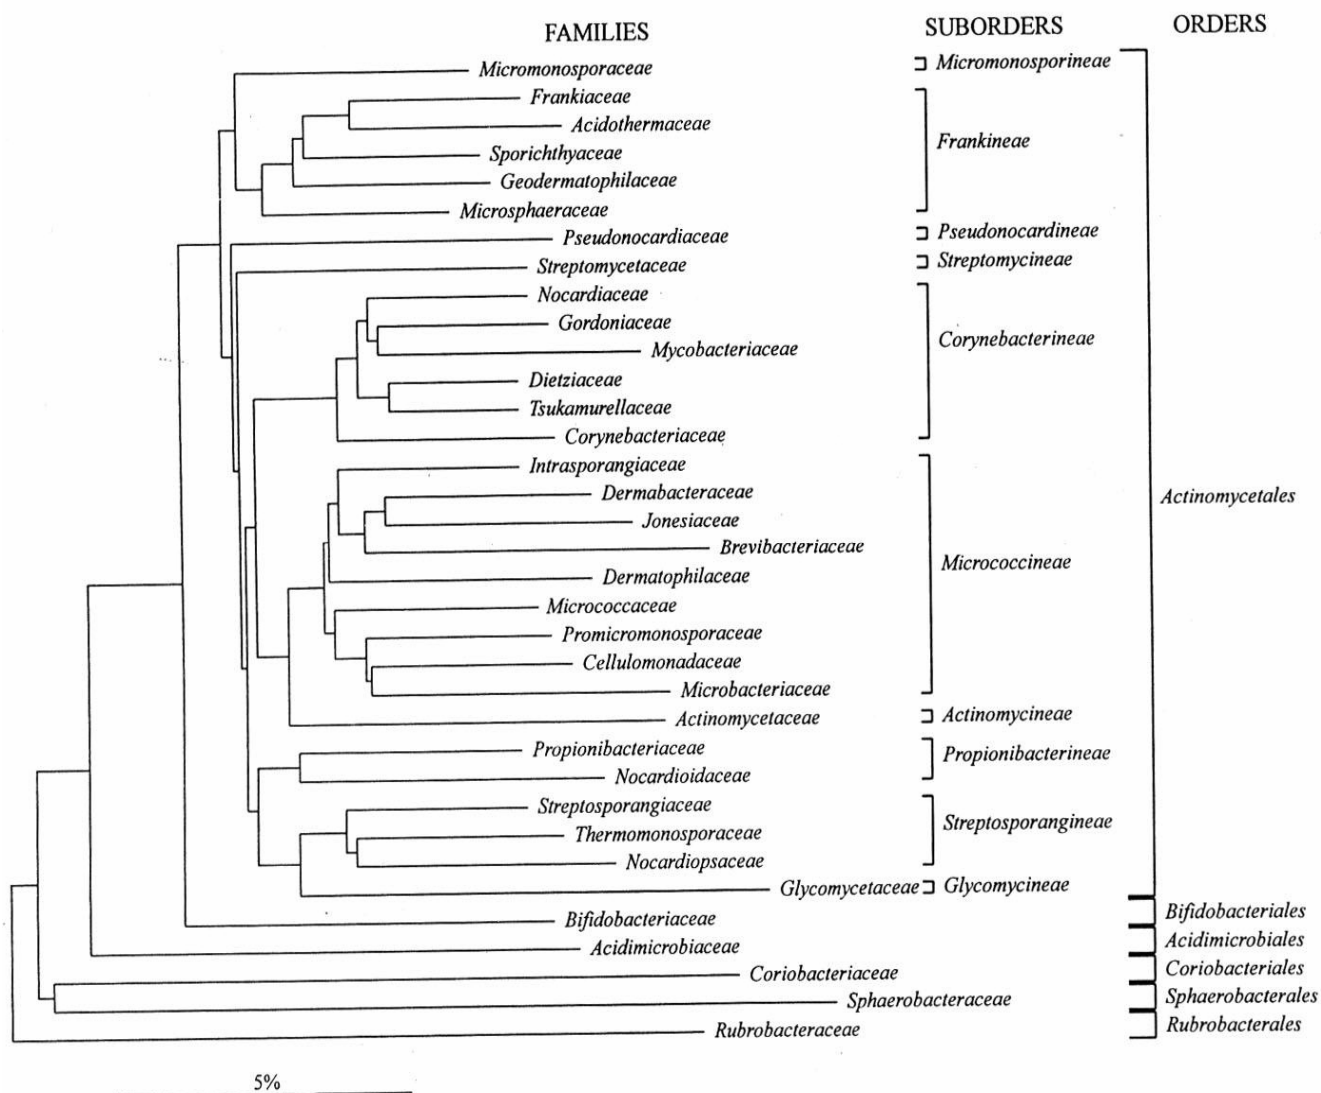 FAMILIES SUBORDERS ORDERS
Micromonosporaceae Micromonosporineae
Frankiaceae
Acidothermaceae
Frankineae
Sporichthyaceae
Geodermatophilaceae
Microsphaeraceae
Pseudonocardiaceae Pseudonocardineae
Streptomycetaceae Streptomycineae
Nocardiaceae
Gordoniaceae
Corynebacterineae
Mycobacteriaceae
Dietziaceae
Tsukamurellaceae
Corynebacteriaceae
Intrasporangiaceae
Dermabacteraceae
Actinomycetales
Jonesiaceae
Brevibacteriaceae
Micrococcineae
Dermatophilaceae
Micrococcaceae
Promicromonosporaceae
Cellulomonadaceae
Microbacteriaceae
Actinomycetaceae Actinomycineae
Propionibacteriaceae
Propionibacterineae
Nocardioidaceae
Streptosporangiaceae
Streptosporangineae
Thermomonosporaceae
Nocardiopsaceae
Glycomycetaceae Glycomycineae
Bifidobacteriaceae Bifidobacteriales
Acidimicrobiaceae Acidimicrobiales
Coriobacteriaceae Coriobacteriales
Sphaerobacteraceae Sphaerobacterales
Rubrobacteraceae Rubrobacterales
5%